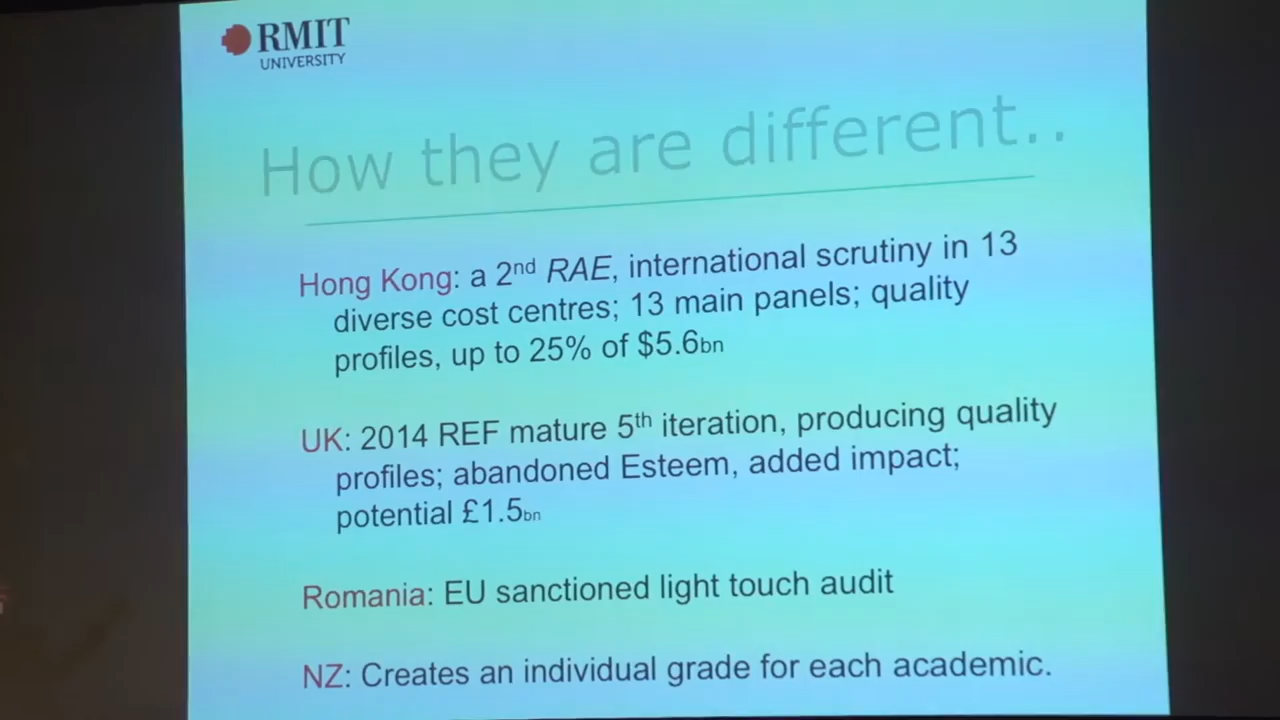 RMIT
UNIVERSITY
How they are different..
Hong Kong: a 2nd RAE, international scrutiny in 13
diverse cost centres; 13 main panels; quality
profiles, up to 25% of $5.6bn
UK: 2014 REF mature 5th iteration, producing quality
profiles; abandoned Esteem, added impact;
potential £1.5bn
Romania: EU sanctioned light touch audit
NZ: Creates an individual grade for each academic.